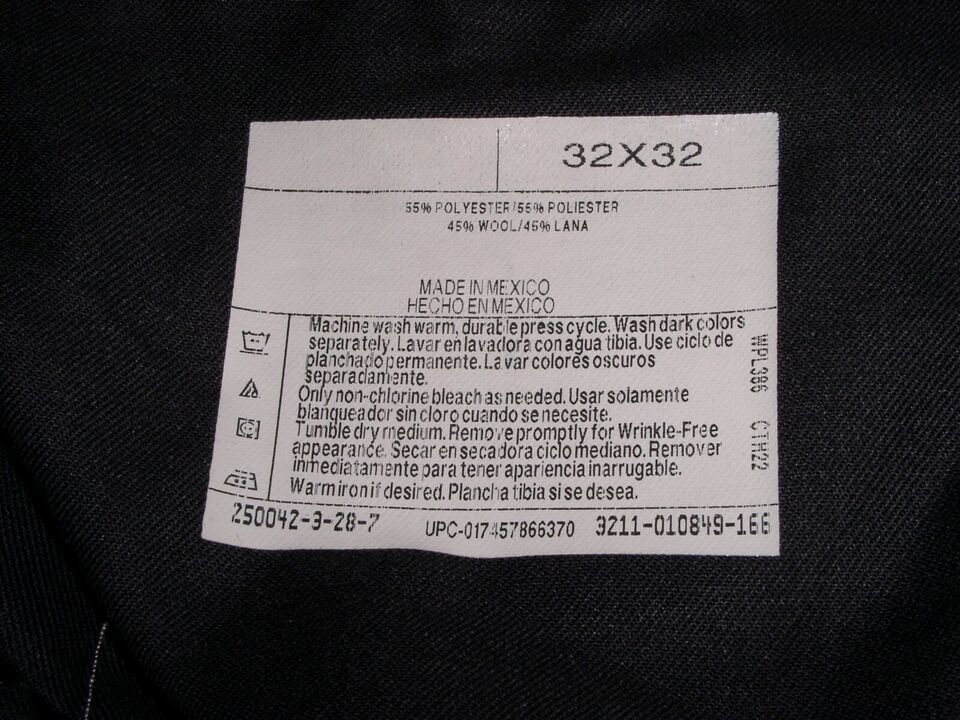 32X32
55% POLYESTER/55% POLIESTER
45% WOOL/45% LANA
MADE IN MEXICO
HECHO EN MEXICO
Machine wash warm, durable press cycle. Wash dark colors
separately. Lavar en lavadora con agua tibia. Use ciclo de
planchado permanente. Lavar colores oscuros
separadamente.
Only non-chlorine bleach as needed. Usar solamente
blanqueador sin cloro cuando se necesite.
Tumble dry medium. Remove promptly for Wrinkle-Free
appearance. Secar en secadora ciclo mediano. Remover
inmediatamente para tener apariencia inarrugable.
Warm iron if desired. Plancha tibia si se desea.
WPL386 CTH22
250042-3-28-7 UPC-017457866370 3211-010849-166